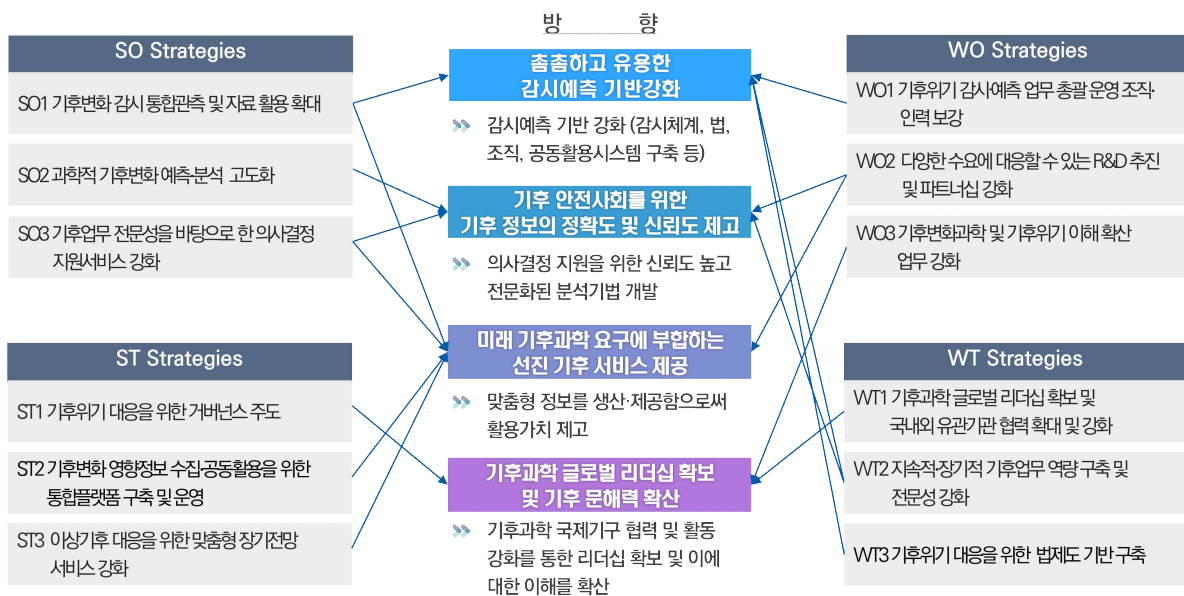 방 향
SO Strategies
SO1 기후변화 감시 통합관측 및 자료 활용 확대
SO2 과학적 기후변화 예측·분석 고도화
SO3 기후업무 전문성을 바탕으로 한 의사결정
지원서비스 강화
ST Strategies
ST1 기후위기 대응을 위한 거버넌스 주도
ST2 기후변화 영향정보 수집·공동활용을 위한
통합플랫폼 구축 및 운영
ST3 이상기후 대응을 위한 맞춤형 장기전망
서비스 강화
촘촘하고 유용한
감시예측 기반강화
감시예측 기반 강화 (감시체계, 법,
조직, 공동활용시스템 구축 등)
기후 안전사회를 위한
기후 정보의 정확도 및 신뢰도 제고
의사결정 지원을 위한 신뢰도 높고
전문화된 분석기법 개발
미래 기후과학 요구에 부합하는
선진 기후 서비스 제공
맞춤형 정보를 생산·제공함으로써
활용가치 제고
기후과학 글로벌 리더십 확보
및 기후 문해력 확산
기후과학 국제기구 협력 및 활동
강화를 통한 리더십 확보 및 이에
대한 이해를 확산
WO Strategies
WO1 기후위기 감시·예측 업무 총괄 운영 조직·
인력 보강
WO2 다양한 수요에 대응할 수 있는 R&D 추진
및 파트너십 강화
WO3 기후변화과학 및 기후위기 이해 확산
업무 강화
WT Strategies
WT1 기후과학 글로벌 리더십 확보 및
국내외 유관기관 협력 확대 및 강화
WT2 지속적·장기적 기후업무 역량 구축 및
전문성 강화
WT3 기후위기 대응을 위한 법제도 기반 구축